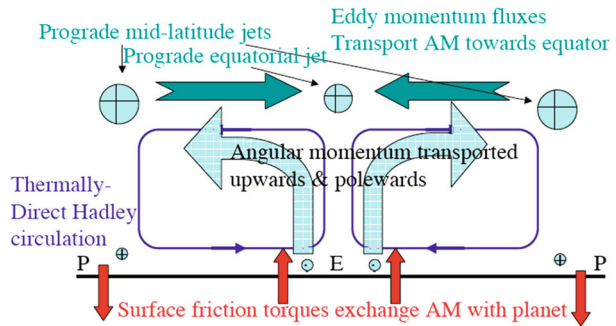 Eddy momentum fluxes
Prograde mid-latitude jets
Transport AM towards equator
Prograde equatorial jet
Angular momentum transported
upwards & polewards
Thermally-
Direct Hadley
circulation
P
E
P
Surface friction torques exchange AM with planet